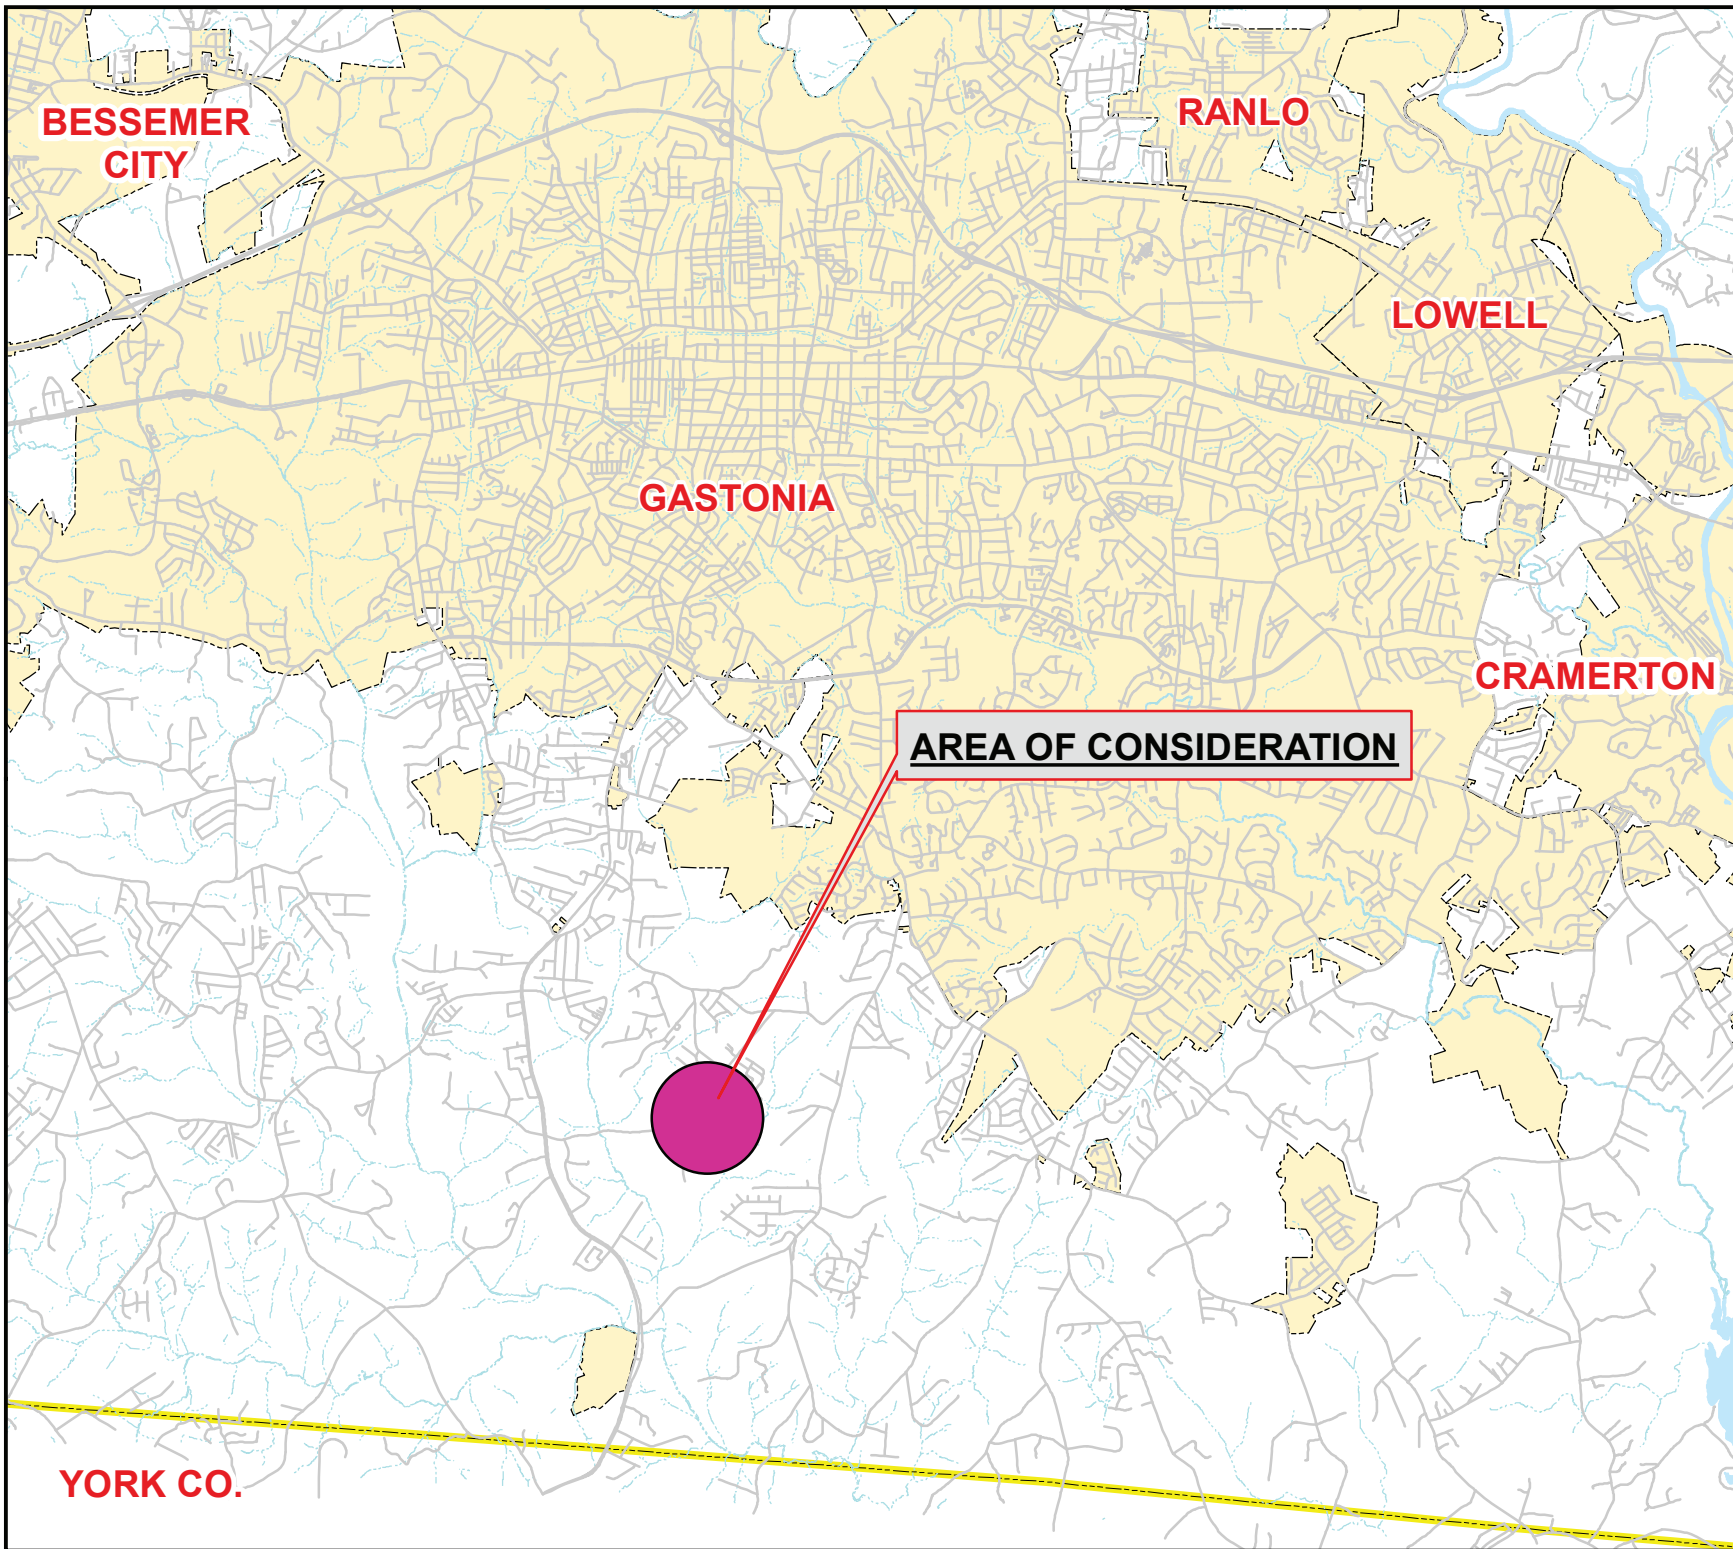 BESSEMER
CITY
RANLO
LOWELL
GASTONIA
CRAMERTON
AREA OF CONSIDERATION
YORK CO.